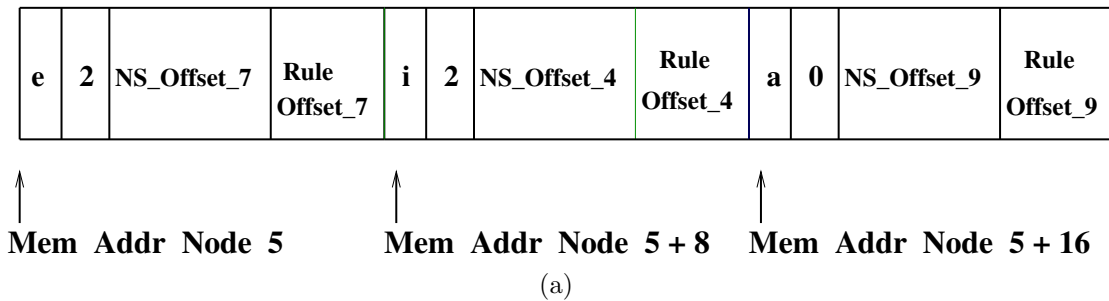 e 2 NS_Offset_7 Rule Offset_7 i 2 NS_Offset_4 Rule Offset_4 a 0 NS_Offset_9 Rule Offset_9
Mem Addr Node 5 Mem Addr Node 5 + 8 Mem Addr Node 5 + 16
(a)